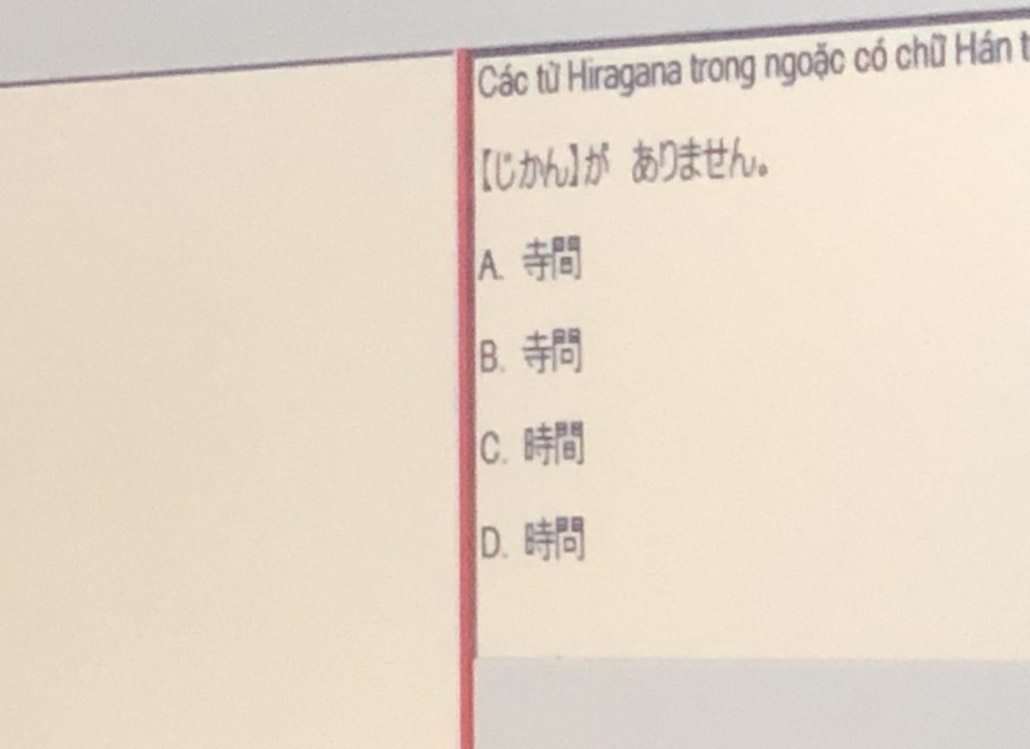 Các từ Hiragana trong ngoặc có chữ Hán
【じかん】が ありません。
A. 寺間
B. 寺問
C. 時間
D. 時問